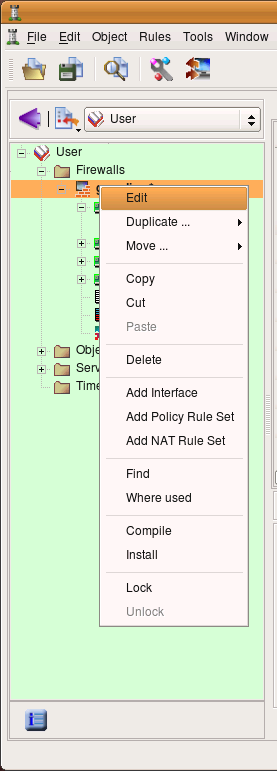 File Edit Object Rules Tools Window
User
User
Firewalls
Edit
Duplicate ...
Move ...
Copy
Cut
Paste
Delete
Add Interface
Add Policy Rule Set
Add NAT Rule Set
Find
Where used
Compile
Install
Lock
Unlock
Obje
Serv
Time